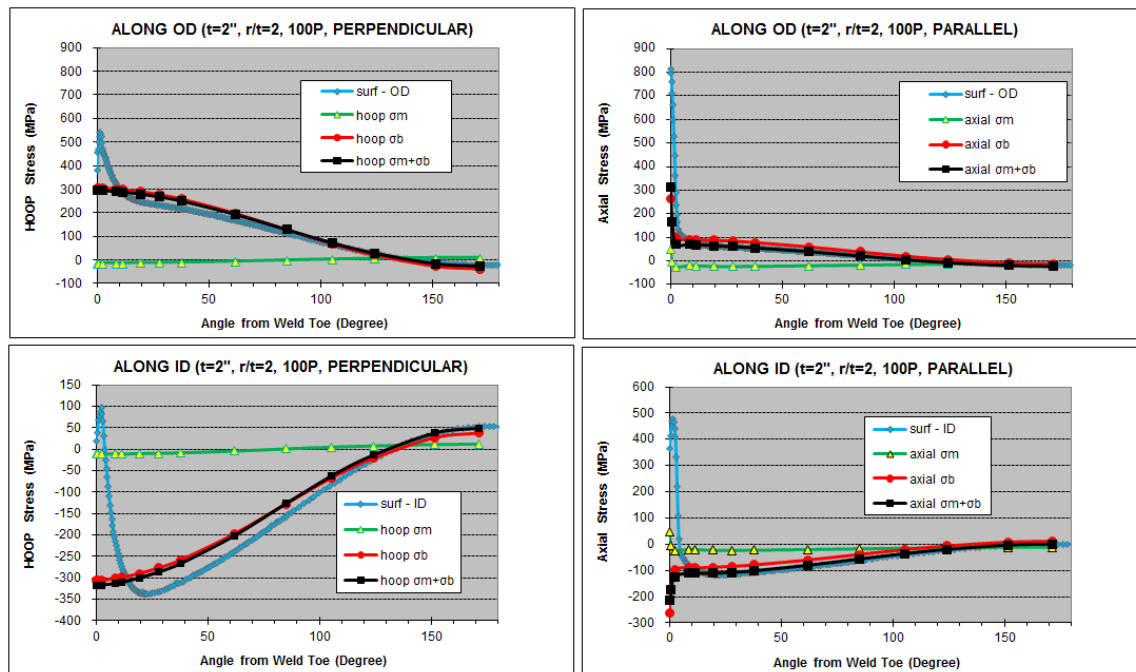 ALONG OD (t=2", r/t=2, 100P, PERPENDICULAR)
HOOP Stress (MPa)
900
800
700
600
500
400
300
200
100
0
-100
surf - OD
hoop σm
hoop σb
hoop σm+σb
0 50 100 150
Angle from Weld Toe (Degree)
ALONG OD (t=2", r/t=2, 100P, PARALLEL)
Axial Stress (MPa)
900
800
700
600
500
400
300
200
100
0
-100
surf - OD
axial σm
axial σb
axial σm+σb
0 50 100 150
Angle from Weld Toe (Degree)
ALONG ID (t=2", r/t=2, 100P, PERPENDICULAR)
HOOP Stress (MPa)
150
100
50
0
-50
-100
-150
-200
-250
-300
-350
-400
surf - ID
hoop σm
hoop σb
hoop σm+σb
0 50 100 150
Angle from Weld Toe (Degree)
ALONG ID (t=2", r/t=2, 100P, PARALLEL)
Axial Stress (MPa)
600
500
400
300
200
100
0
-100
-200
-300
surf - ID
axial σm
axial σb
axial σm+σb
0 50 100 150
Angle from Weld Toe (Degree)